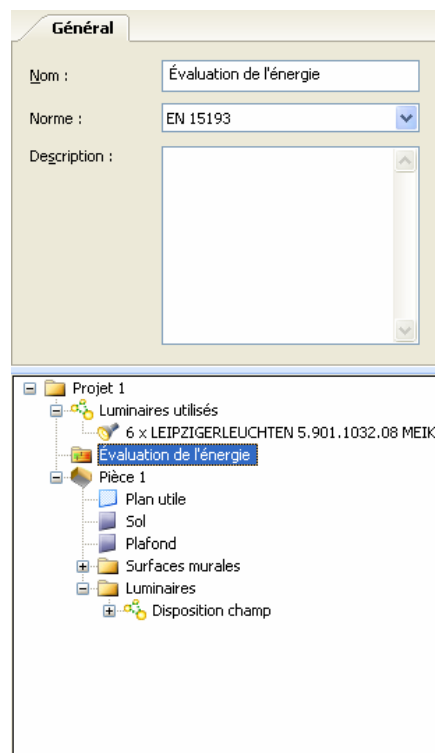 Général
Nom :
Évaluation de l'énergie
Norme :
EN 15193
Description :
Projet 1
Luminaires utilisés
6 x LEIPZIGERLEUCHTEN 5.901.1032.08 MEIK
Évaluation de l'énergie
Pièce 1
Plan utile
Sol
Plafond
Surfaces murales
Luminaires
Disposition champ